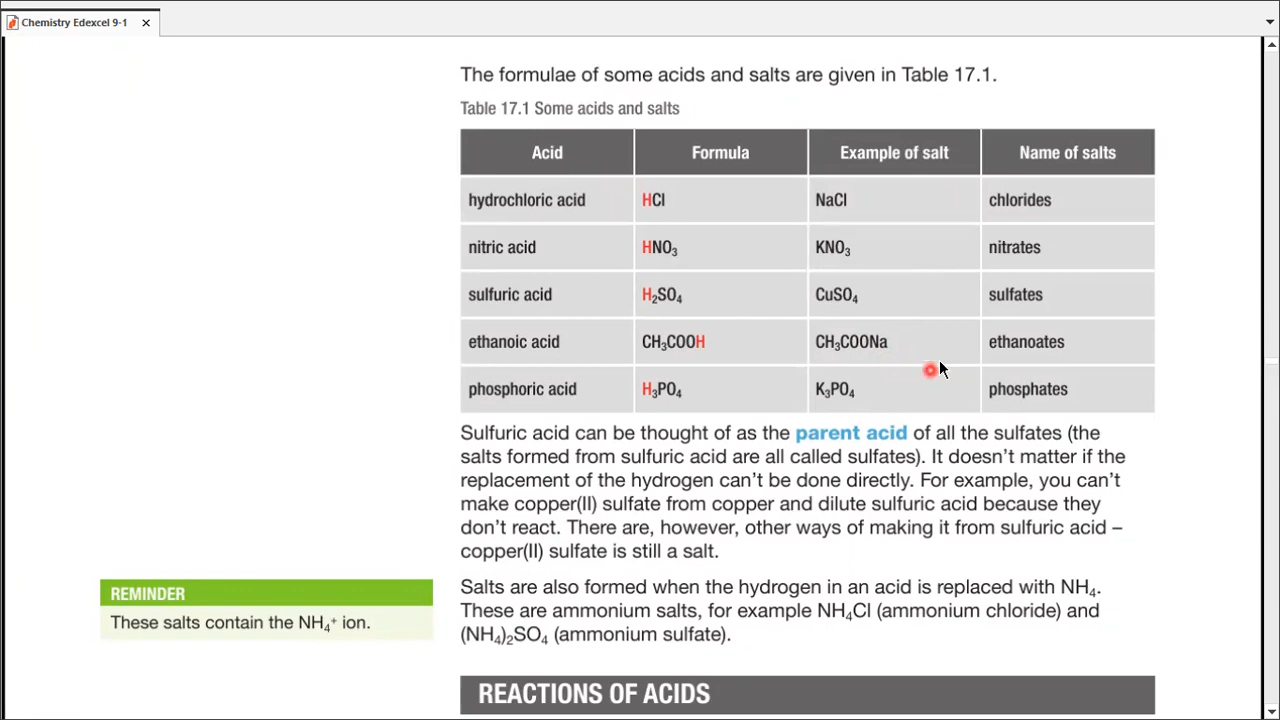 Chemistry Edexcel 9-1
The formulae of some acids and salts are given in Table 17.1.
Table 17.1 Some acids and salts
Acid Formula Example of salt Name of salts
hydrochloric acid HCl NaCl chlorides
nitric acid HNO₃ KNO₃ nitrates
sulfuric acid H₂SO₄ CuSO₄ sulfates
ethanoic acid CH₃COOH CH₃COONa ethanoates
phosphoric acid H₃PO₄ K₃PO₄ phosphates
Sulfuric acid can be thought of as the parent acid of all the sulfates (the
salts formed from sulfuric acid are all called sulfates). It doesn’t matter if the
replacement of the hydrogen can’t be done directly. For example, you can’t
make copper(II) sulfate from copper and dilute sulfuric acid because they
don’t react. There are, however, other ways of making it from sulfuric acid –
copper(II) sulfate is still a salt.
REMINDER
These salts contain the NH₄⁺ ion.
Salts are also formed when the hydrogen in an acid is replaced with NH₄.
These are ammonium salts, for example NH₄Cl (ammonium chloride) and
(NH₄)₂SO₄ (ammonium sulfate).
REACTIONS OF ACIDS